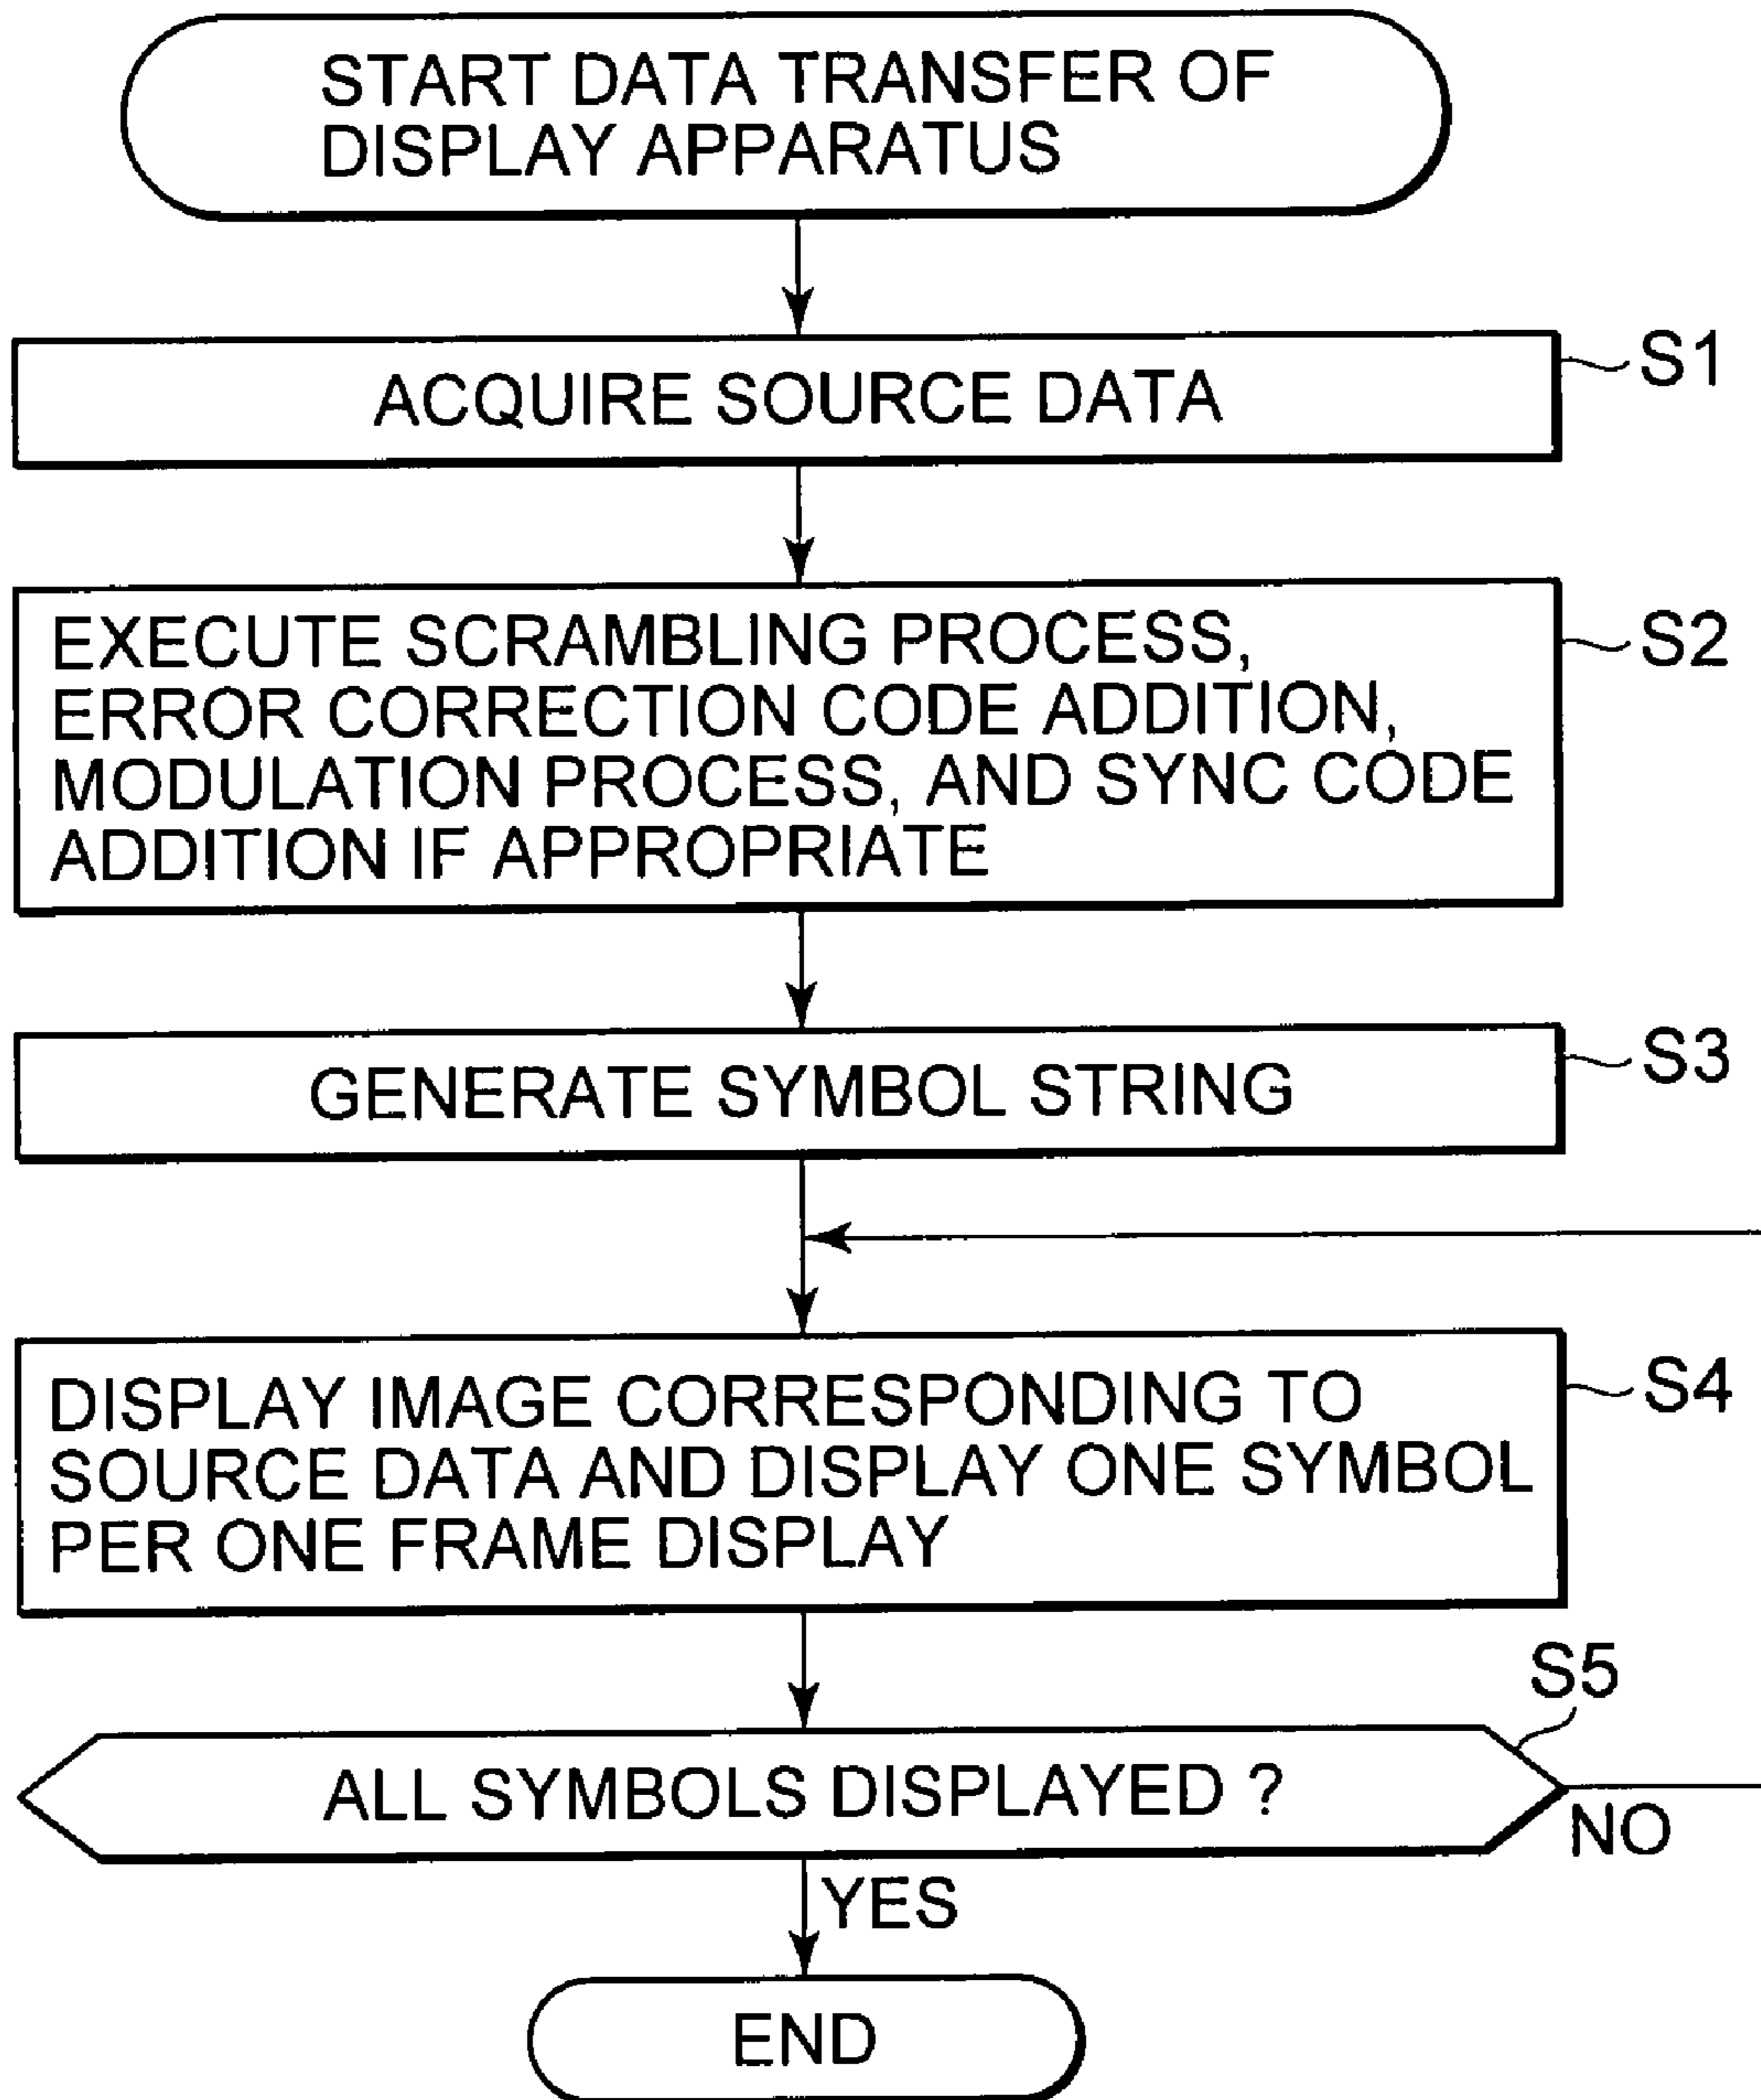 START DATA TRANSFER OF
DISPLAY APPARATUS
S1
ACQUIRE SOURCE DATA
S2
EXECUTE SCRAMBLING PROCESS,
ERROR CORRECTION CODE ADDITION,
MODULATION PROCESS, AND SYNC CODE
ADDITION IF APPROPRIATE
S3
GENERATE SYMBOL STRING
S4
DISPLAY IMAGE CORRESPONDING TO
SOURCE DATA AND DISPLAY ONE SYMBOL
PER ONE FRAME DISPLAY
S5
ALL SYMBOLS DISPLAYED ?
NO
YES
END